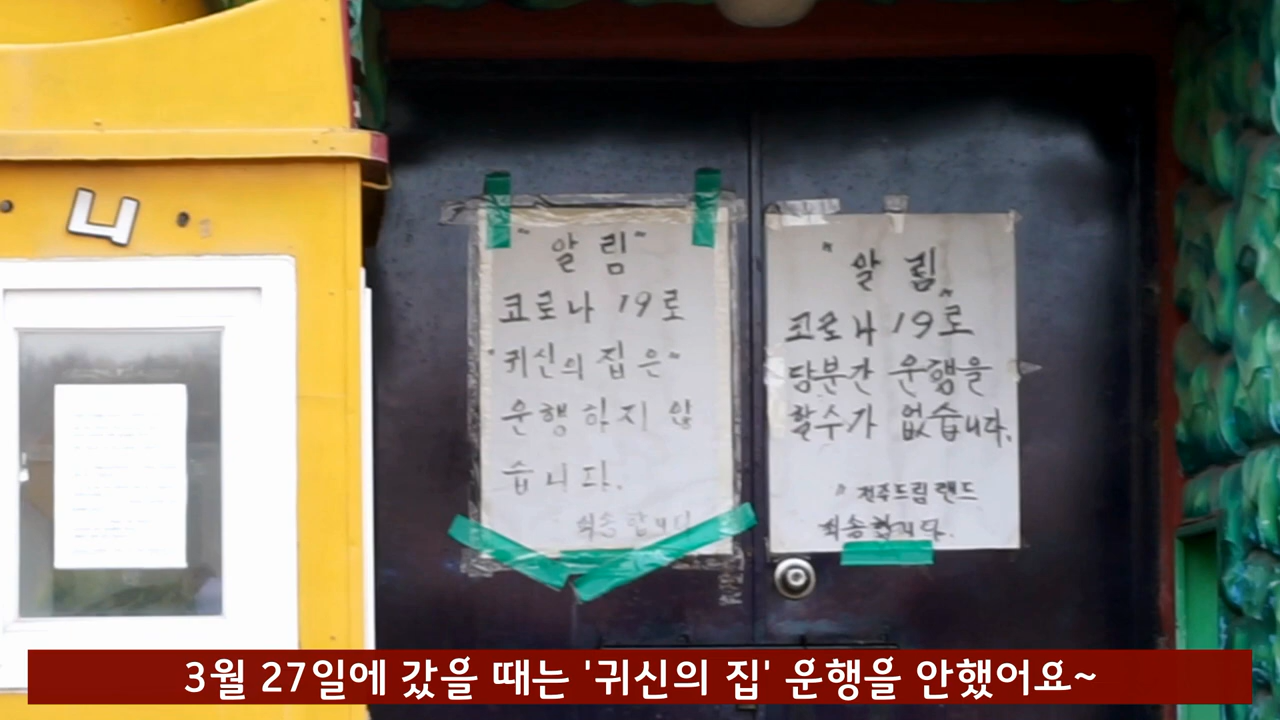 너
" 알 림 "
코로나 19로
"귀신의 집은"
운행하지 않
습니다.
죄송합니다
" 알 림 "
코로나 19로
당분간 운행을
할수가 없습니다.
" 전주드림랜드
죄송합니다.
3월 27일에 갔을 때는 '귀신의 집' 운행을 안했어요~